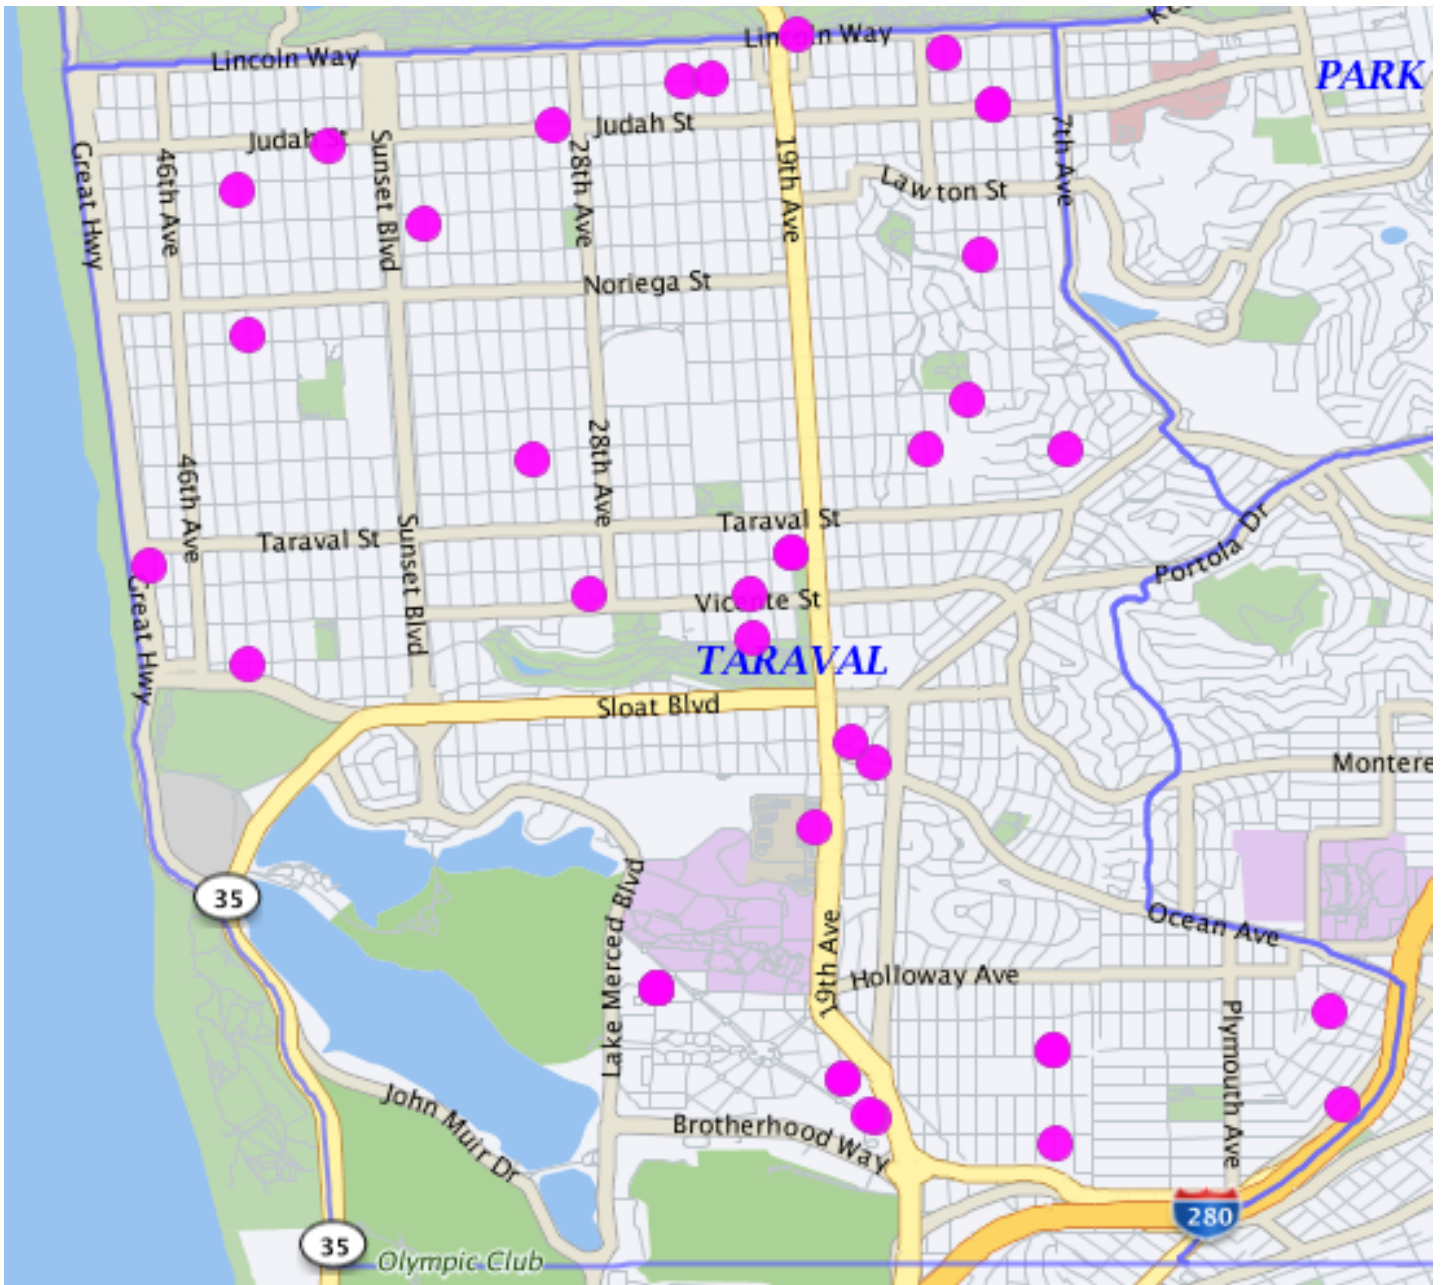 Lincoln Way
Lincoln Way
PARK
Judah St
Judah St
Great Hwy
46th Ave
Sunset Blvd
28th Ave
19th Ave
7th Ave
Lawton St
Noriega St
28th Ave
46th Ave
Taraval St
Taraval St
Sunset Blvd
Portola Dr
Great Hwy
Vicente St
TARAVAL
Sloat Blvd
Montere
35
Lake Merced Blvd
19th Ave
Ocean Ave
Holloway Ave
Plymouth Ave
John Muir Dr
Brotherhood Way
280
35
Olympic Club